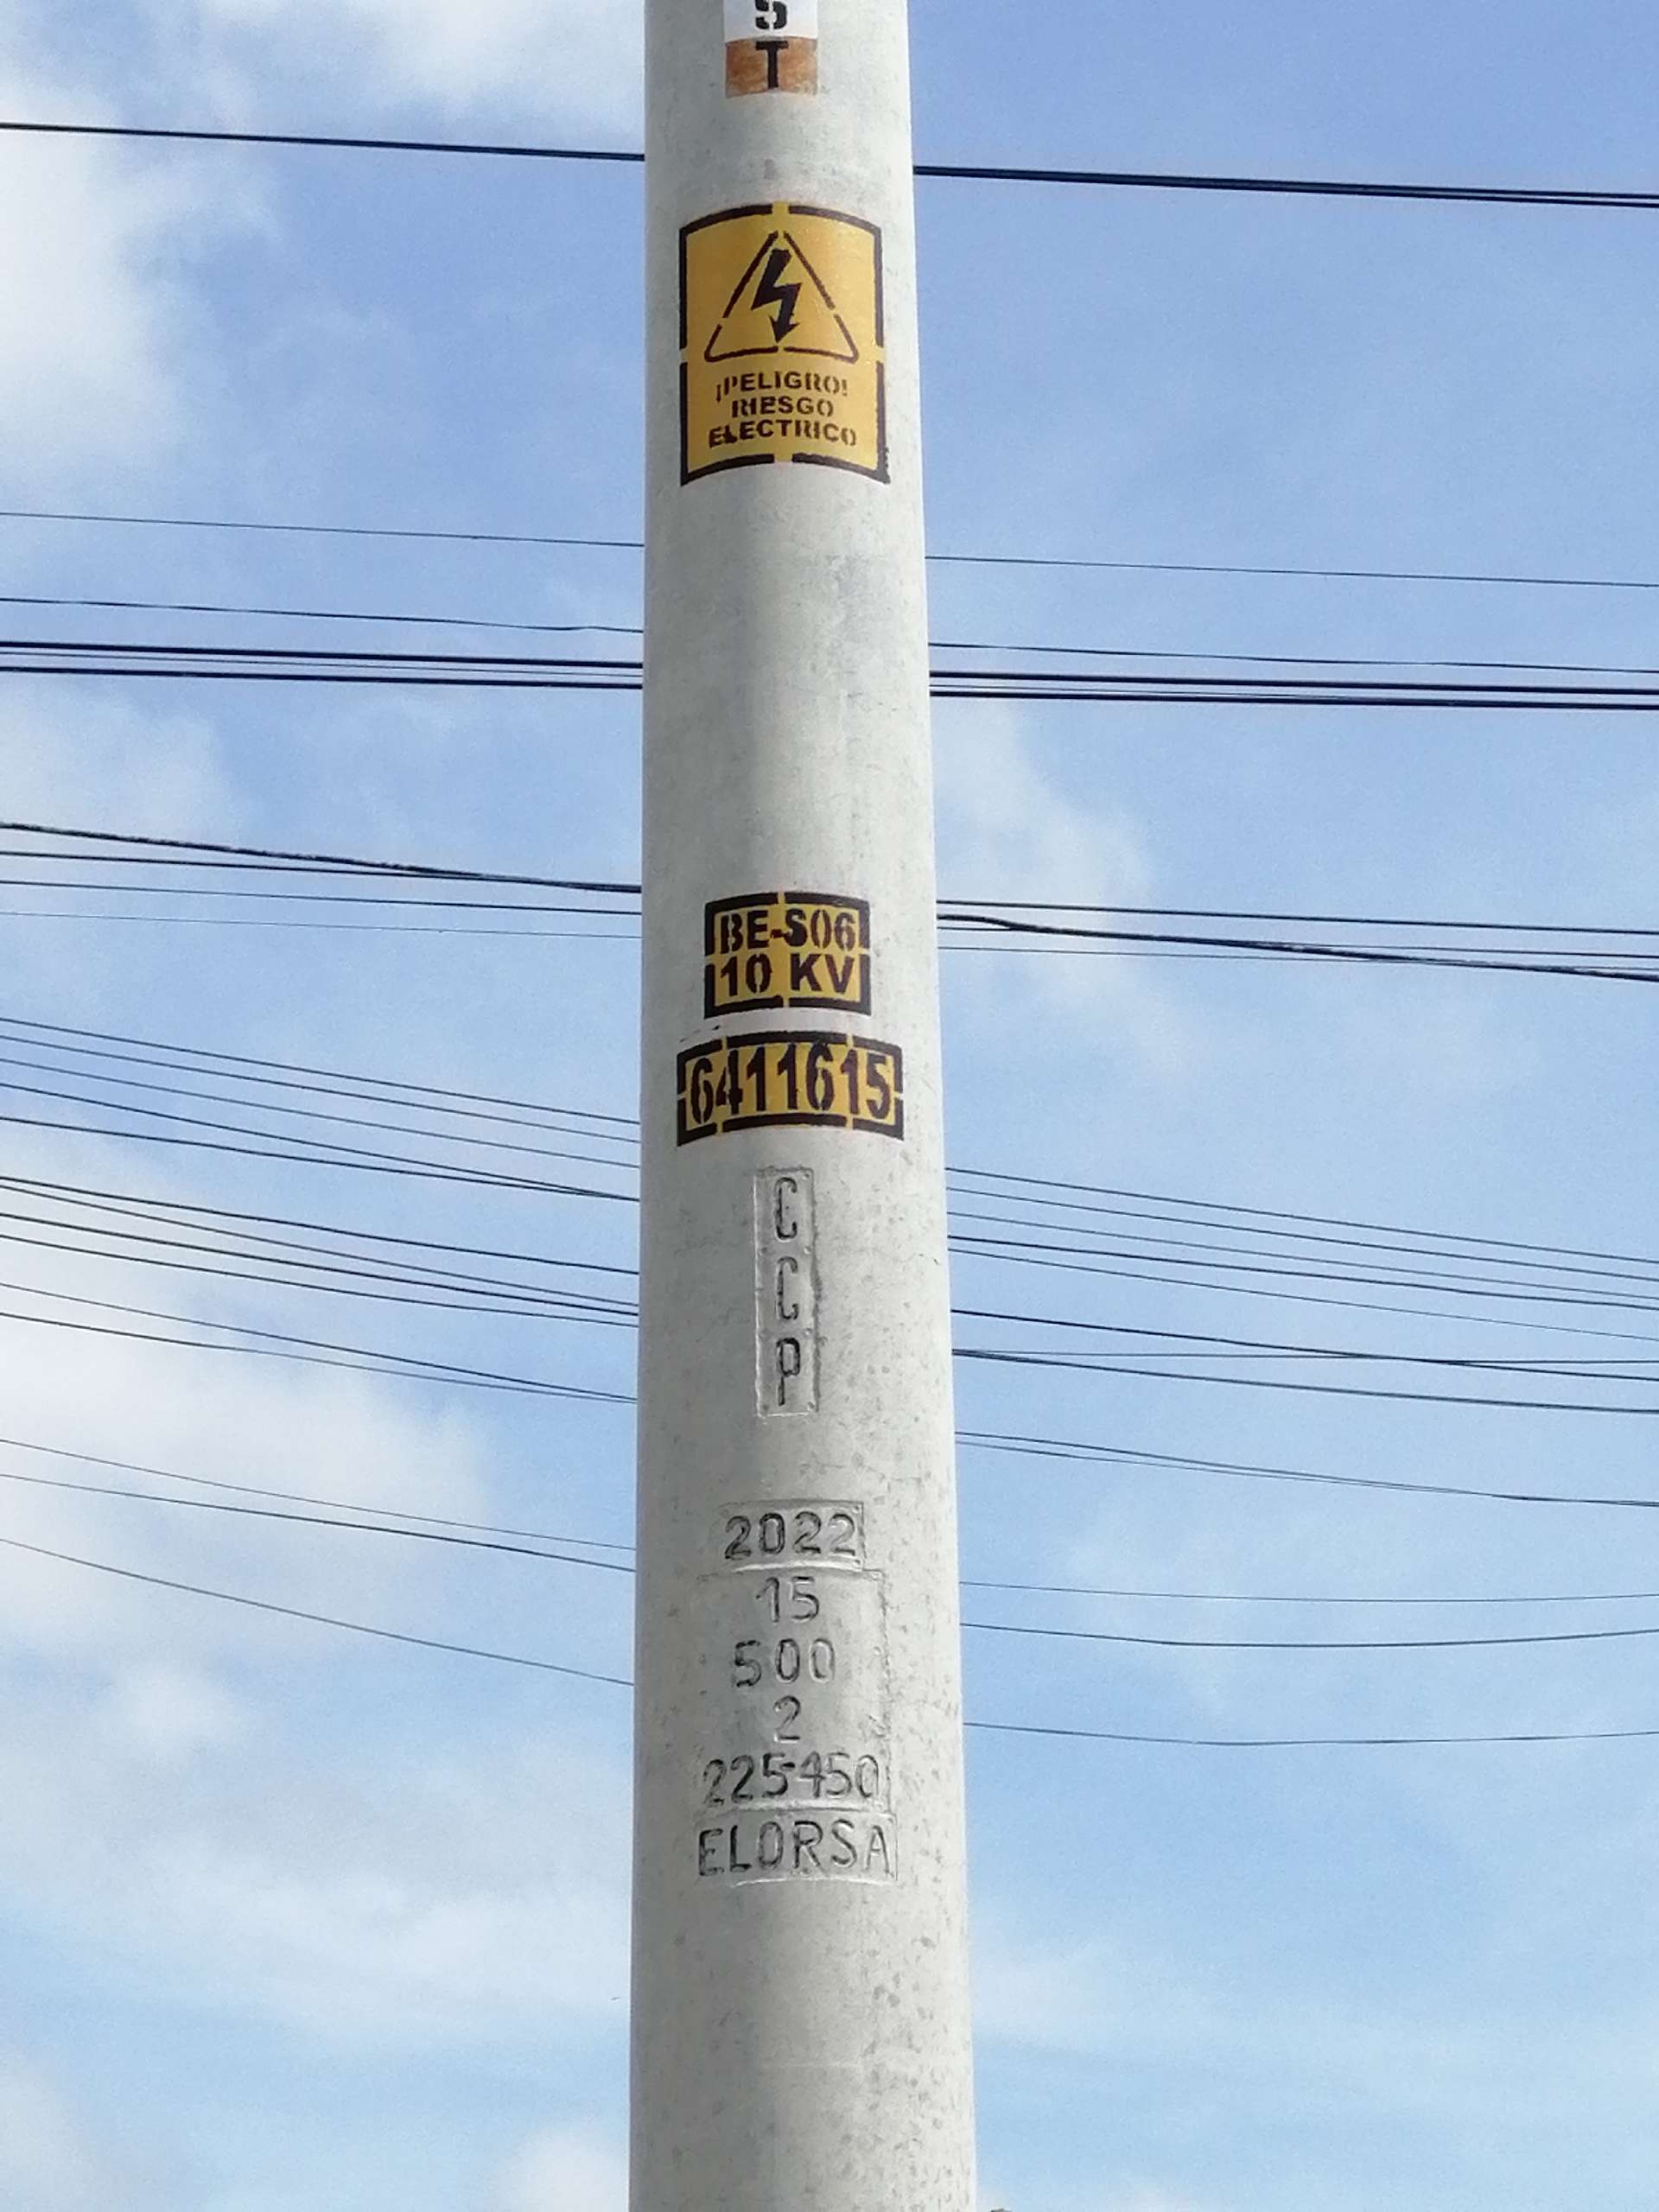 S
T
¡PELIGRO!
RIESGO
ELECTRICO
BE-S06
10 KV
6411615
C
C
P
2022
15
500
2
225-450
ELORSA